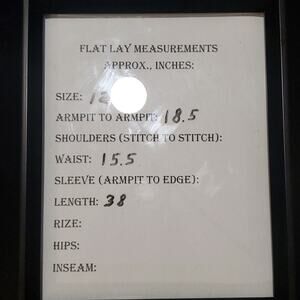 FLAT LAY MEASUREMENTS
APPROX., INCHES:
SIZE: 12
ARMPIT TO ARMPIT: 18.5
SHOULDERS (STITCH TO STITCH):
WAIST: 15.5
SLEEVE (ARMPIT TO EDGE):
LENGTH: 38
RIZE:
HIPS:
INSEAM: